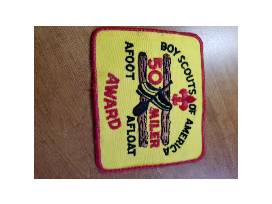 BOY SCOUTS OF AMERICA
50 MILER
AFOOT AFLOAT
AWARD